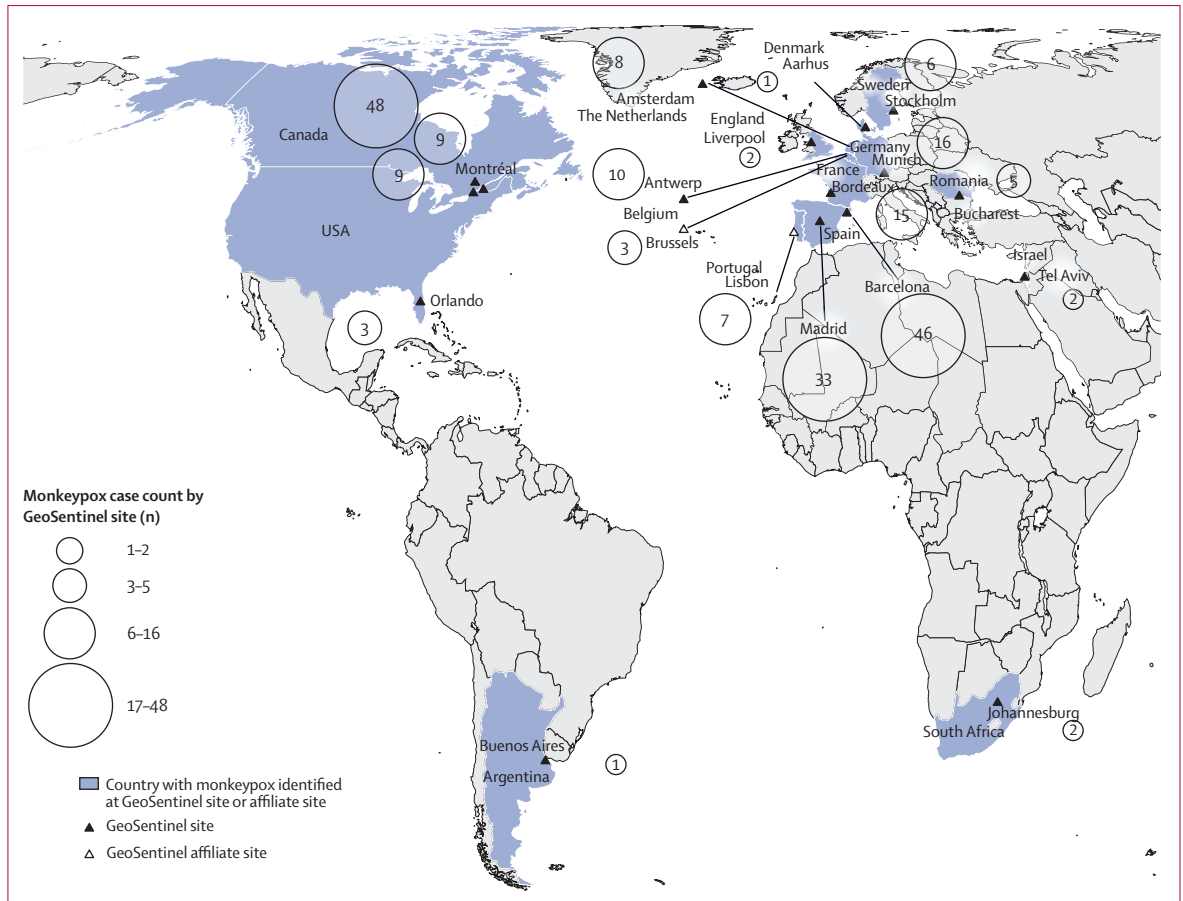 Denmark
Aarhus
8
1
6
Sweden
Stockholm
Amsterdam
The Netherlands
England
Liverpool
2
48
Canada
9
9
Montréal
16
Germany
Munich
10
Antwerp
Belgium
France
Bordeaux
Romania
5
Bucharest
15
3
Brussels
Spain
USA
Israel
Tel Aviv
2
Portugal
Lisbon
Barcelona
Orlando
3
7
Madrid
46
33
Monkeypox case count by
GeoSentinel site (n)
1–2
3–5
6–16
17–48
Johannesburg
South Africa
2
Buenos Aires
Argentina
1
Country with monkeypox identified
at GeoSentinel site or affiliate site
GeoSentinel site
GeoSentinel affiliate site